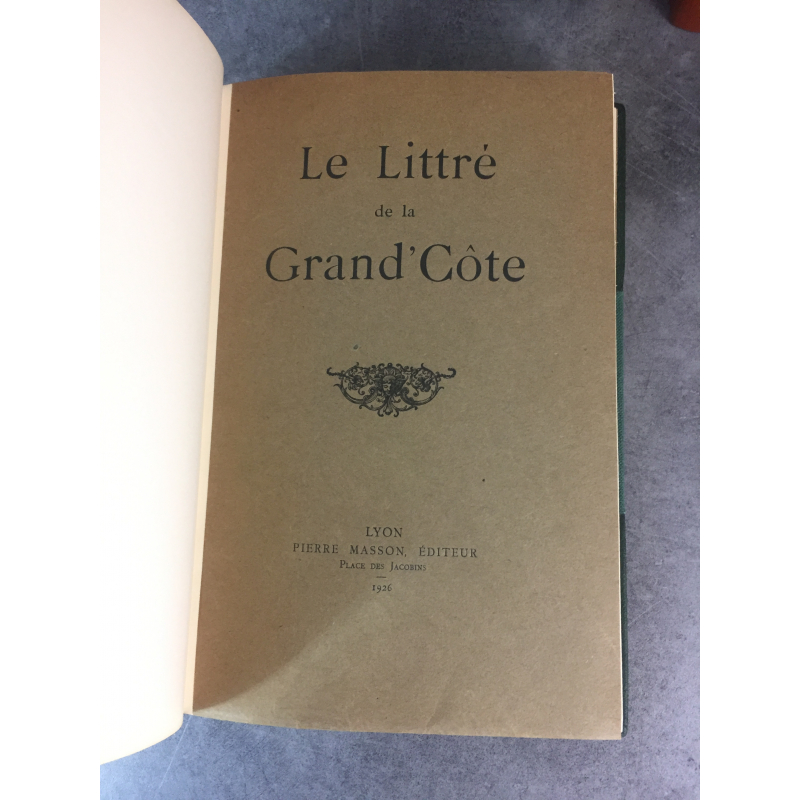 Le Littré
de la
Grand'Côte
LYON
PIERRE MASSON, ÉDITEUR
PLACE DES JACOBINS
1926